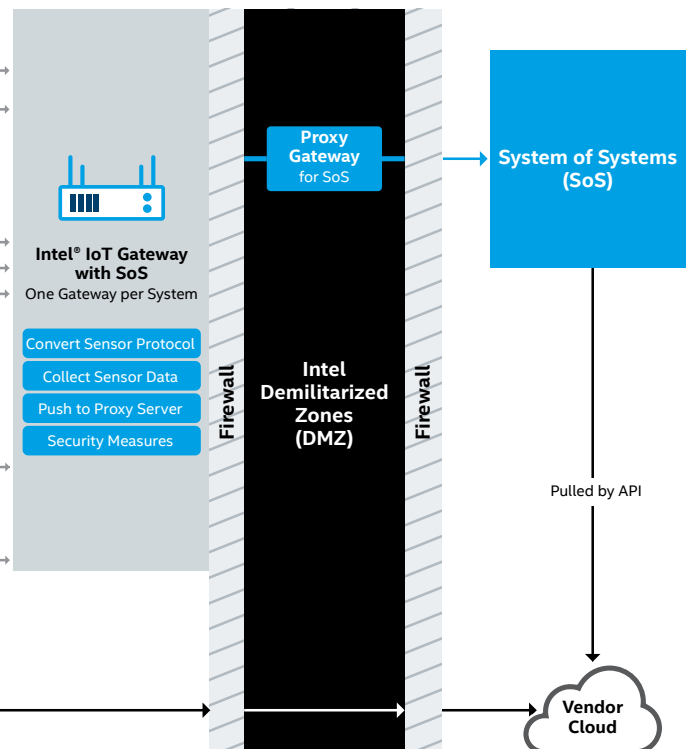 Intel® IoT Gateway
with SoS
One Gateway per System
Convert Sensor Protocol
Collect Sensor Data
Push to Proxy Server
Security Measures
Firewall
Proxy
Gateway
for SoS
Intel
Demilitarized
Zones
(DMZ)
Firewall
System of Systems
(SoS)
Pulled by API
Vendor
Cloud